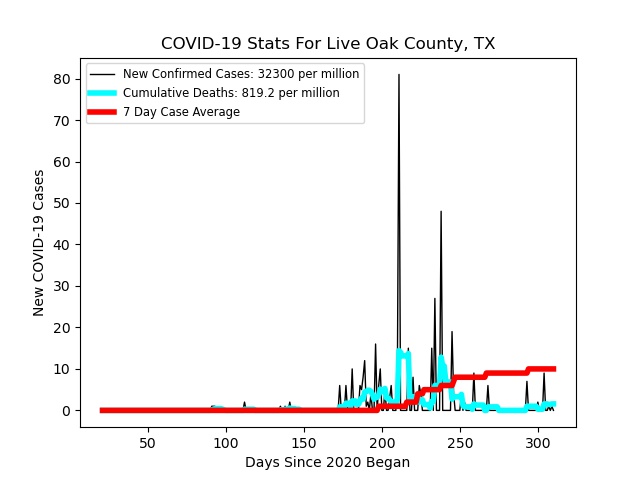 COVID-19 Stats For Live Oak County, TX
New Confirmed Cases: 32300 per million
Cumulative Deaths: 819.2 per million
7 Day Case Average
New COVID-19 Cases
80
70
60
50
40
30
20
10
0
50 100 150 200 250 300
Days Since 2020 Began